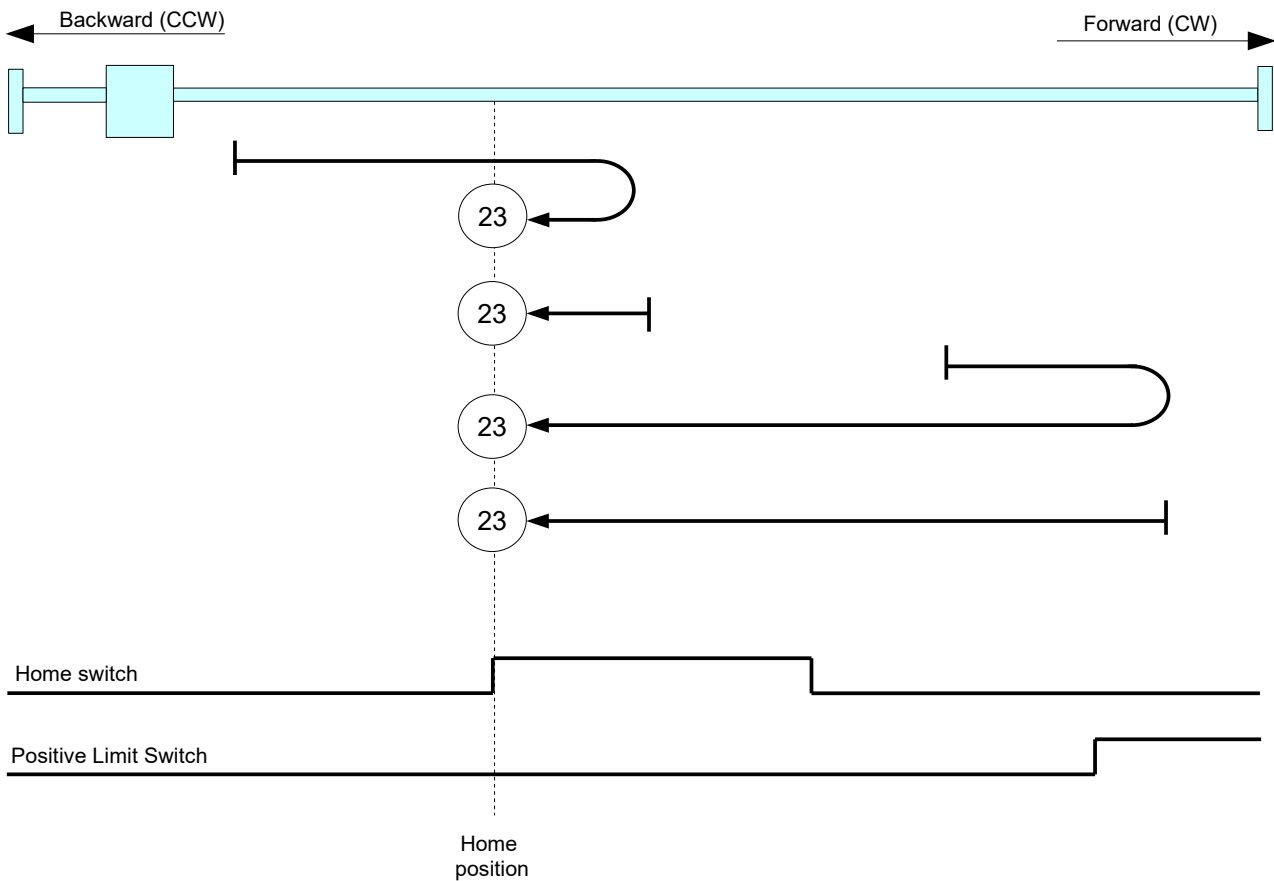 Backward (CCW)
Forward (CW)
23
23
23
23
Home switch
Positive Limit Switch
Home
position